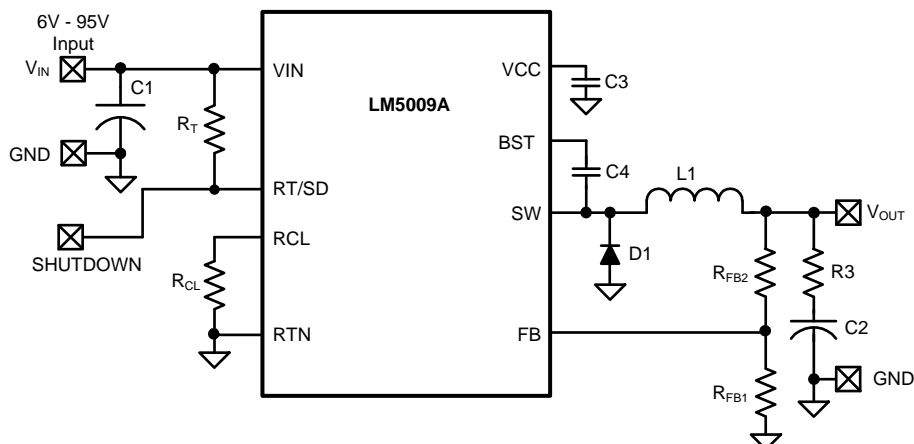 6V - 95V
Input
V_IN
C1
GND
R_T
SHUTDOWN
R_CL
VIN
RT/SD
RCL
RTN
LM5009A
VCC
BST
SW
FB
C3
C4
L1
D1
R_FB2
R_FB1
R3
C2
V_OUT
GND